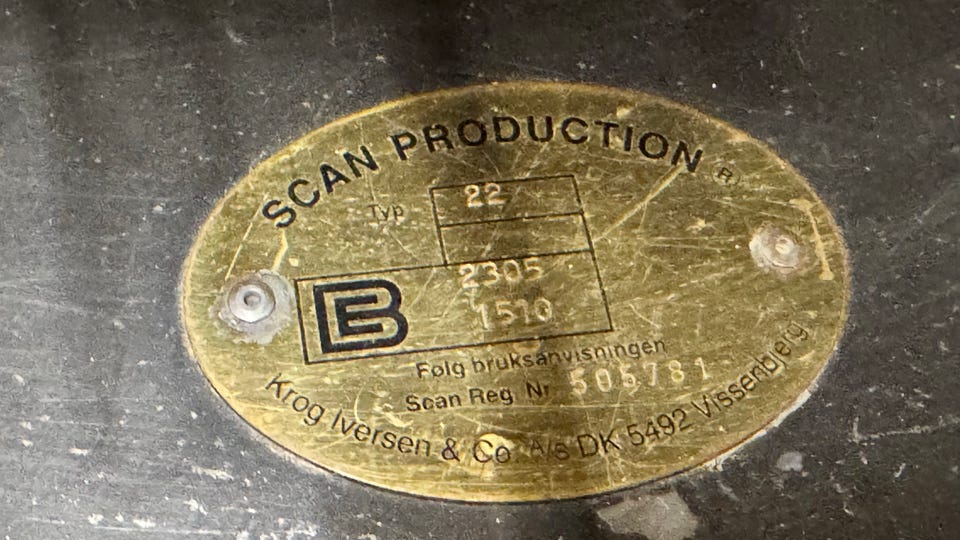 SCAN PRODUCTION ®
Typ 22
2305
1510
Følg bruksanvisningen
Scan Reg Nr 505781
Krog Iversen & Co A/s DK 5492 Vissenbjerg